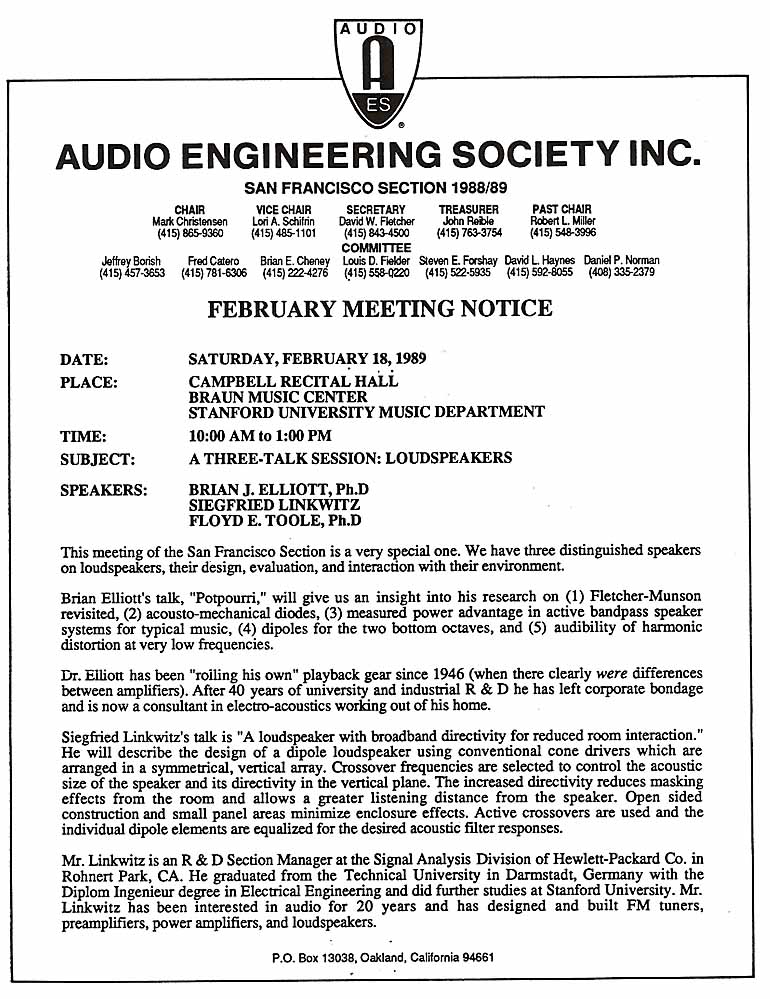 AUDIO
A
ES
®
AUDIO ENGINEERING SOCIETY INC.
SAN FRANCISCO SECTION 1988/89
CHAIR VICE CHAIR SECRETARY TREASURER PAST CHAIR
Mark Christensen Lori A. Schifrin David W. Fletcher John Reible Robert L. Miller
(415) 865-9360 (415) 485-1101 (415) 843-4500 (415) 763-3754 (415) 548-3996
COMMITTEE
Jeffrey Borish Fred Catero Brian E. Cheney Louis D. Fielder Steven E. Forshay David L. Haynes Daniel P. Norman
(415) 457-3653 (415) 781-6306 (415) 222-4276 (415) 558-0220 (415) 522-5935 (415) 592-8055 (408) 335-2379
FEBRUARY MEETING NOTICE
DATE: SATURDAY, FEBRUARY 18, 1989
PLACE: CAMPBELL RECITAL HALL
BRAUN MUSIC CENTER
STANFORD UNIVERSITY MUSIC DEPARTMENT
TIME: 10:00 AM to 1:00 PM
SUBJECT: A THREE-TALK SESSION: LOUDSPEAKERS
SPEAKERS: BRIAN J. ELLIOTT, Ph.D
SIEGFRIED LINKWITZ
FLOYD E. TOOLE, Ph.D
This meeting of the San Francisco Section is a very special one. We have three distinguished speakers
on loudspeakers, their design, evaluation, and interaction with their environment.
Brian Elliott's talk, "Potpourri," will give us an insight into his research on (1) Fletcher-Munson
revisited, (2) acousto-mechanical diodes, (3) measured power advantage in active bandpass speaker
systems for typical music, (4) dipoles for the two bottom octaves, and (5) audibility of harmonic
distortion at very low frequencies.
Dr. Elliott has been "rolling his own" playback gear since 1946 (when there clearly were differences
between amplifiers). After 40 years of university and industrial R & D he has left corporate bondage
and is now a consultant in electro-acoustics working out of his home.
Siegfried Linkwitz's talk is "A loudspeaker with broadband directivity for reduced room interaction."
He will describe the design of a dipole loudspeaker using conventional cone drivers which are
arranged in a symmetrical, vertical array. Crossover frequencies are selected to control the acoustic
size of the speaker and its directivity in the vertical plane. The increased directivity reduces masking
effects from the room and allows a greater listening distance from the speaker. Open sided
construction and small panel areas minimize enclosure effects. Active crossovers are used and the
individual dipole elements are equalized for the desired acoustic filter responses.
Mr. Linkwitz is an R & D Section Manager at the Signal Analysis Division of Hewlett-Packard Co. in
Rohnert Park, CA. He graduated from the Technical University in Darmstadt, Germany with the
Diplom Ingenieur degree in Electrical Engineering and did further studies at Stanford University. Mr.
Linkwitz has been interested in audio for 20 years and has designed and built FM tuners,
preamplifiers, power amplifiers, and loudspeakers.
P.O. Box 13038, Oakland, California 94661